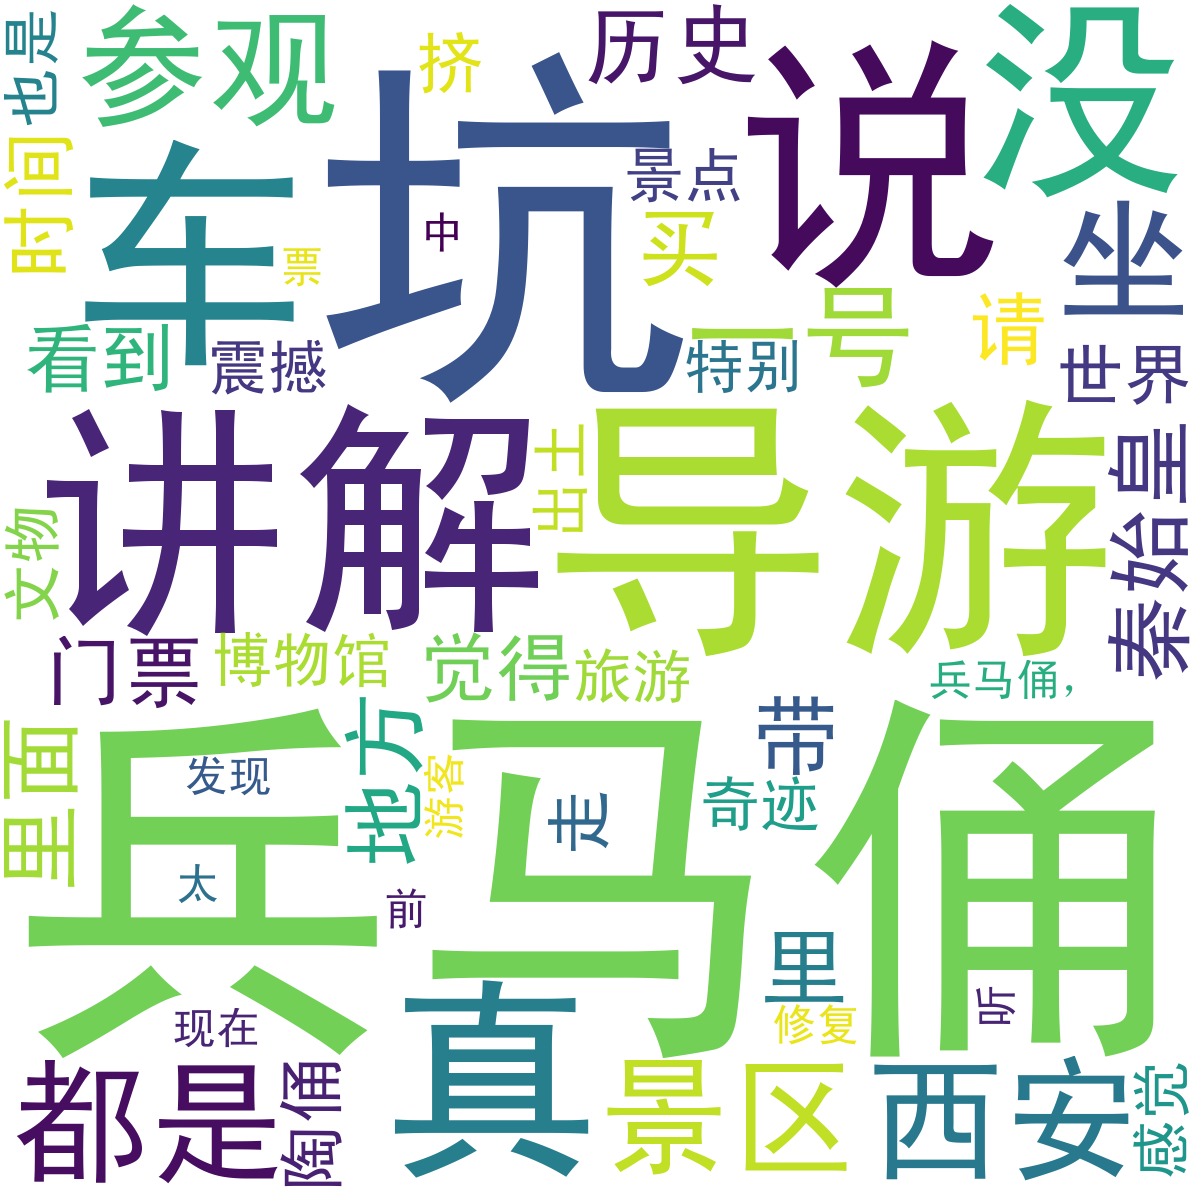 也是
参观
挤
历史
说
没
坑
车
时间
景点
中
买
票
坐
一号
请
看到
震撼
特别
世界
讲解
导游
出土
秦始皇
文物
门票
博物馆
觉得
旅游
兵马俑,
里面
兵马俑
地方
带
发现
游客
走
奇迹
太
前
真
里
听
现在
修复
都是
陶俑
景区
西安
感觉